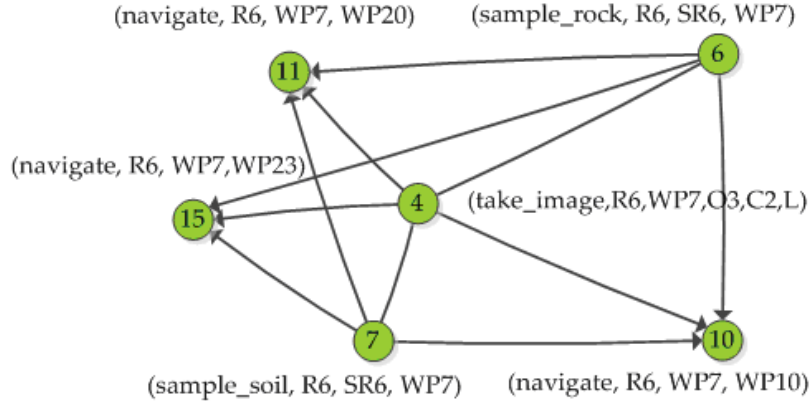 (navigate, R6, WP7, WP20)
(sample_rock, R6, SR6, WP7)
6
11
(navigate, R6, WP7,WP23)
4
(take_image,R6,WP7,O3,C2,L)
15
7
10
(sample_soil, R6, SR6, WP7)
(navigate, R6, WP7, WP10)